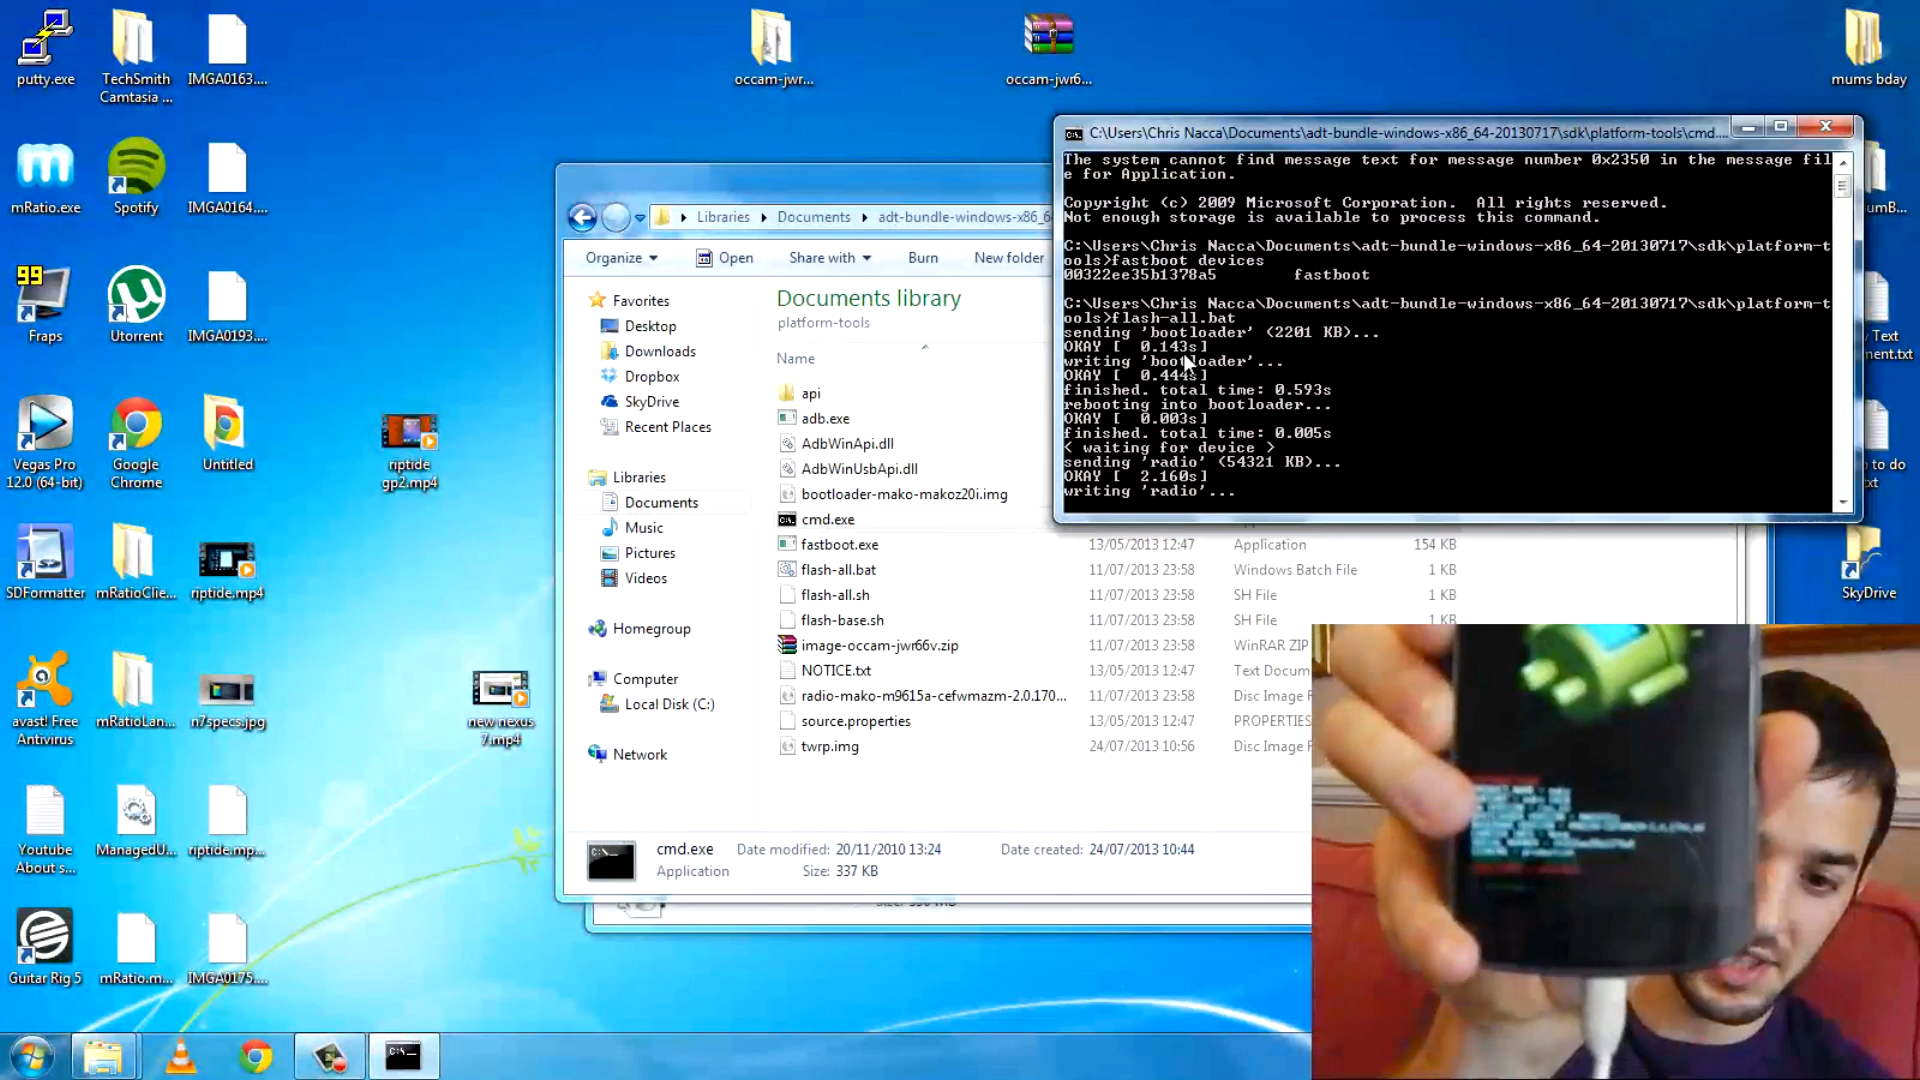 putty.exe
TechSmith
Camtasia ...
IMGA0163....
occam-jwr...
occam-jwr6...
mums bday
mRatio.exe
Spotify
IMGA0164....
Fraps
Utorrent
IMGA0193....
Vegas Pro
12.0 (64-bit)
Google
Chrome
Untitled
riptide
gp2.mp4
SDFormatter
mRatioClie...
riptide.mp4
avast! Free
Antivirus
mRatioLan...
n7specs.jpg
new nexus
7.mp4
Youtube
About s...
ManagedU...
riptide.mp...
Guitar Rig 5
mRatio.m...
IMGA0175....
SkyDrive
Libraries
Documents
adt-bundle-windows-x86_6
Organize
Open
Share with
Burn
New folder
Favorites
Desktop
Downloads
Dropbox
SkyDrive
Recent Places
Libraries
Documents
Music
Pictures
Videos
Homegroup
Computer
Local Disk (C:)
Network
Documents library
platform-tools
Name
api
adb.exe
AdbWinApi.dll
AdbWinUsbApi.dll
bootloader-mako-makoz20i.img
cmd.exe
fastboot.exe 13/05/2013 12:47 Application 154 KB
flash-all.bat 11/07/2013 23:58 Windows Batch File 1 KB
flash-all.sh 11/07/2013 23:58 SH File 1 KB
flash-base.sh 11/07/2013 23:58 SH File 1 KB
image-occam-jwr66v.zip 11/07/2013 23:58 WinRAR ZIP
NOTICE.txt 13/05/2013 12:47 Text Docum
radio-mako-m9615a-cefwmazm-2.0.170... 11/07/2013 23:58 Disc Image F
source.properties 13/05/2013 12:47 PROPERTIES
twrp.img 24/07/2013 10:56 Disc Image F
cmd.exe Date modified: 20/11/2010 13:24 Date created: 24/07/2013 10:44
Application Size: 337 KB
C:\Users\Chris Nacca\Documents\adt-bundle-windows-x86_64-20130717\sdk\platform-tools\cmd....
The system cannot find message text for message number 0x2350 in the message fil
e for Application.
Copyright (c) 2009 Microsoft Corporation. All rights reserved.
Not enough storage is available to process this command.
C:\Users\Chris Nacca\Documents\adt-bundle-windows-x86_64-20130717\sdk\platform-t
ools>fastboot devices
00322ee35b1378a5 fastboot
C:\Users\Chris Nacca\Documents\adt-bundle-windows-x86_64-20130717\sdk\platform-t
ools>flash-all.bat
sending 'bootloader' (2201 KB)...
OKAY [ 0.143s]
writing 'bootloader'...
OKAY [ 0.444s]
finished. total time: 0.593s
rebooting into bootloader...
OKAY [ 0.003s]
finished. total time: 0.005s
< waiting for device >
sending 'radio' (54321 KB)...
OKAY [ 2.160s]
writing 'radio'...